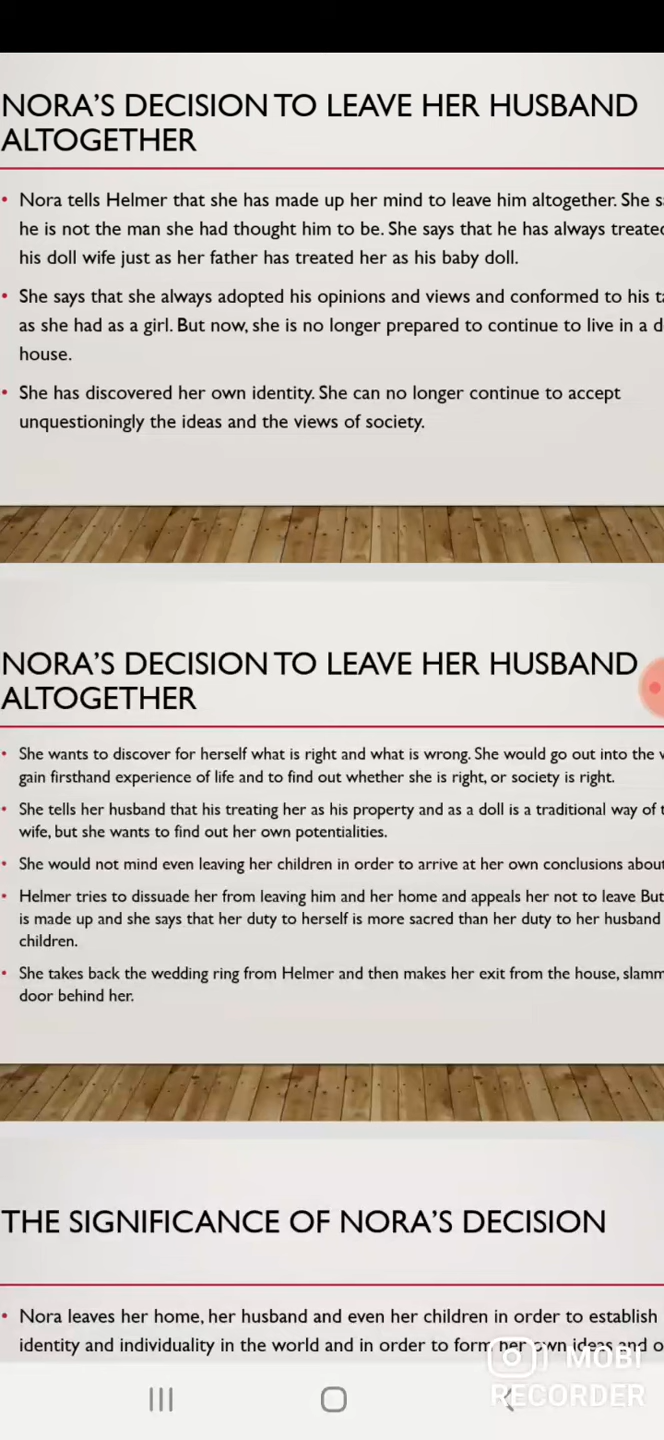 NORA'S DECISION TO LEAVE HER HUSBAND
ALTOGETHER
• Nora tells Helmer that she has made up her mind to leave him altogether. She
he is not the man she had thought him to be. She says that he has always
his doll wife just as her father has treated her as his baby doll.
• She says that she always adopted his opinions and views and conformed to his
as she had as a girl. But now, she is no longer prepared to continue to live in a
house.
• She has discovered her own identity. She can no longer continue to accept
unquestioningly the ideas and the views of society.
NORA'S DECISION TO LEAVE HER HUSBAND
ALTOGETHER
• She wants to discover for herself what is right and what is wrong. She would go out into the
gain firsthand experience of life and to find out whether she is right, or society is right.
• She tells her husband that his treating her as his property and as a doll is a traditional way of
wife, but she wants to find out her own potentialities.
• She would not mind even leaving her children in order to arrive at her own conclusions about
• Helmer tries to dissuade her from leaving him and her home and appeals her not to leave But
is made up and she says that her duty to herself is more sacred than her duty to her husband
children.
• She takes back the wedding ring from Helmer and then makes her exit from the house,
door behind her.
THE SIGNIFICANCE OF NORA'S DECISION
• Nora leaves her home, her husband and even her children in order to establish
identity and individuality in the world and in order to form her own ideas and
MOBI
RECORDER